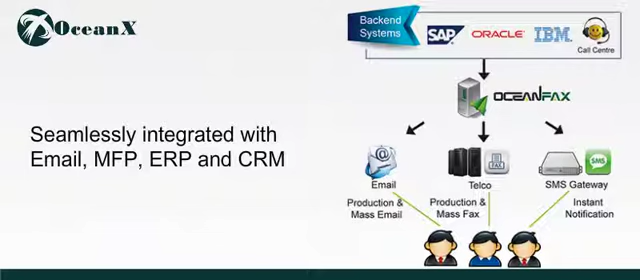 OceanX
Seamlessly integrated with
Email, MFP, ERP and CRM
Backend
Systems
SAP
ORACLE
IBM
Call Centre
OCEANFAX
@
Email
Production &
Mass Email
FAX
Telco
Production &
Mass Fax
SMS
SMS Gateway
Instant
Notification